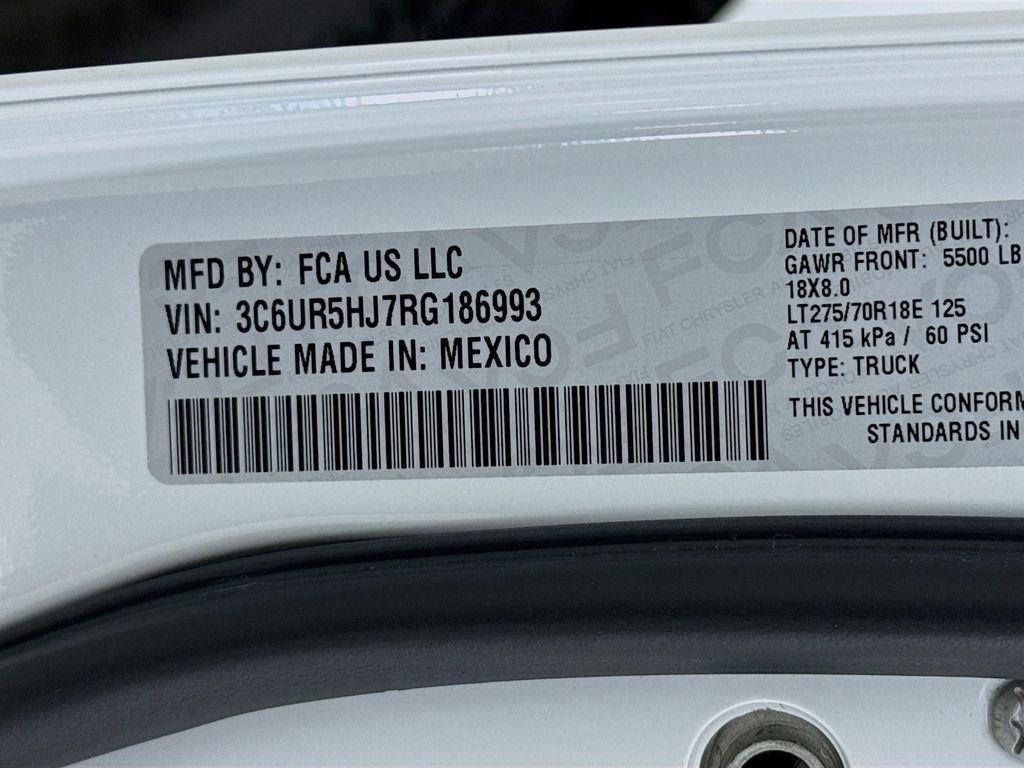 MFD BY: FCA US LLC
VIN: 3C6UR5HJ7RG186993
VEHICLE MADE IN: MEXICO
DATE OF MFR (BUILT):
GAWR FRONT: 5500 LB
18X8.0
LT275/70R18E 125
AT 415 kPa / 60 PSI
TYPE: TRUCK
THIS VEHICLE CONFORM
STANDARDS IN